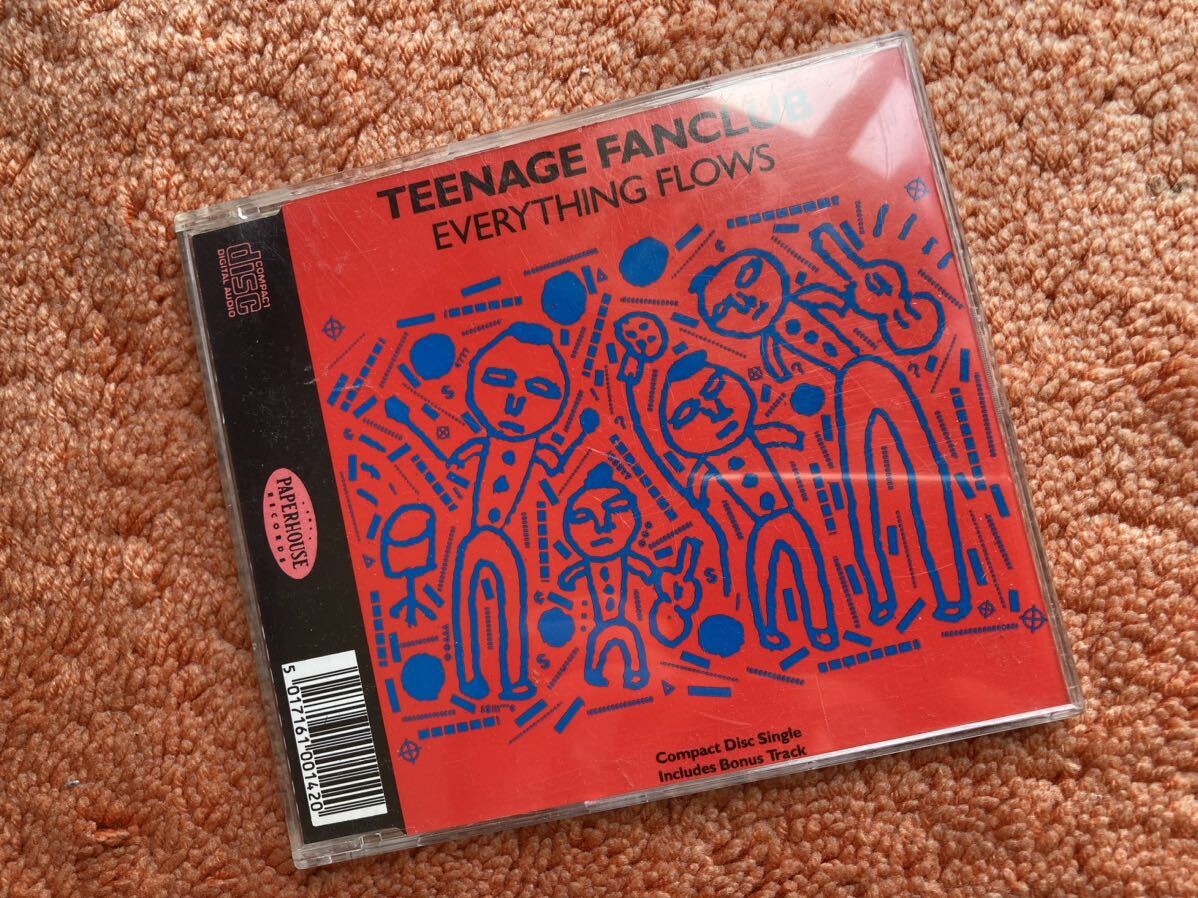 TEENAGE FANCLUB
EVERYTHING FLOWS
COMPACT
disc
DIGITAL AUDIO
PAPERHOUSE
RECORDS
5 017161 001420
Compact Disc Single
Includes Bonus Track